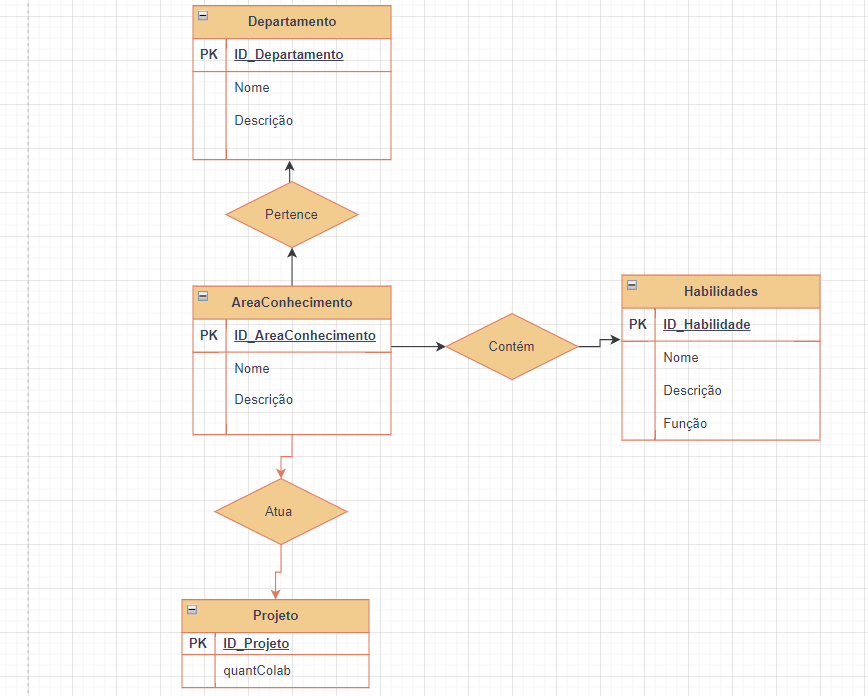 Departamento
PK ID_Departamento
Nome
Descrição
Pertence
AreaConhecimento
PK ID_AreaConhecimento
Nome
Descrição
Contém
Habilidades
PK ID_Habilidade
Nome
Descrição
Função
Atua
Projeto
PK ID_Projeto
quantColab